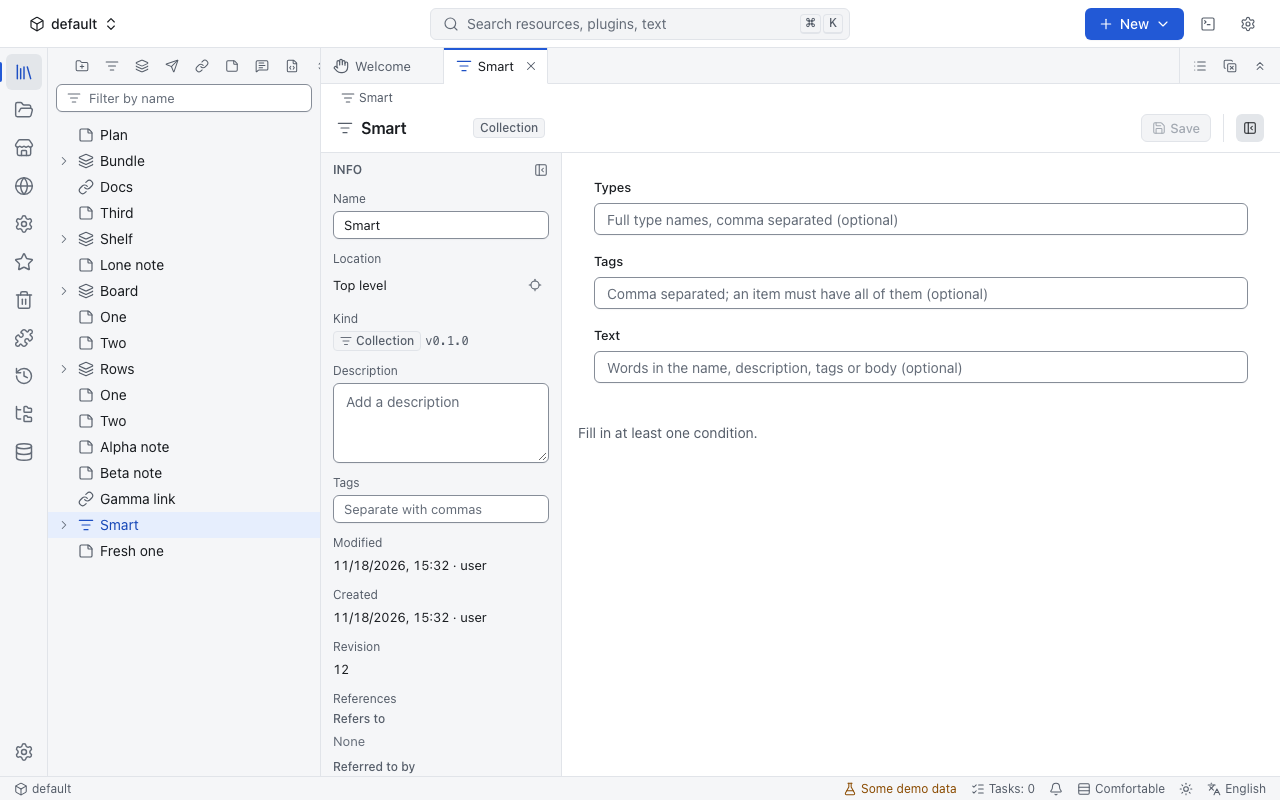 default
Search resources, plugins, text
⌘ K
New
Filter by name
Plan
Bundle
Docs
Third
Shelf
Lone note
Board
One
Two
Rows
One
Two
Alpha note
Beta note
Gamma link
Smart
Fresh one
Welcome
Smart
Smart
Smart
Collection
Save
INFO
Name
Smart
Location
Top level
Kind
Collection v0.1.0
Description
Add a description
Tags
Separate with commas
Modified
11/18/2026, 15:32 · user
Created
11/18/2026, 15:32 · user
Revision
12
References
Refers to
None
Referred to by
Types
Full type names, comma separated (optional)
Tags
Comma separated; an item must have all of them (optional)
Text
Words in the name, description, tags or body (optional)
Fill in at least one condition.
default
Some demo data
Tasks: 0
Comfortable
English